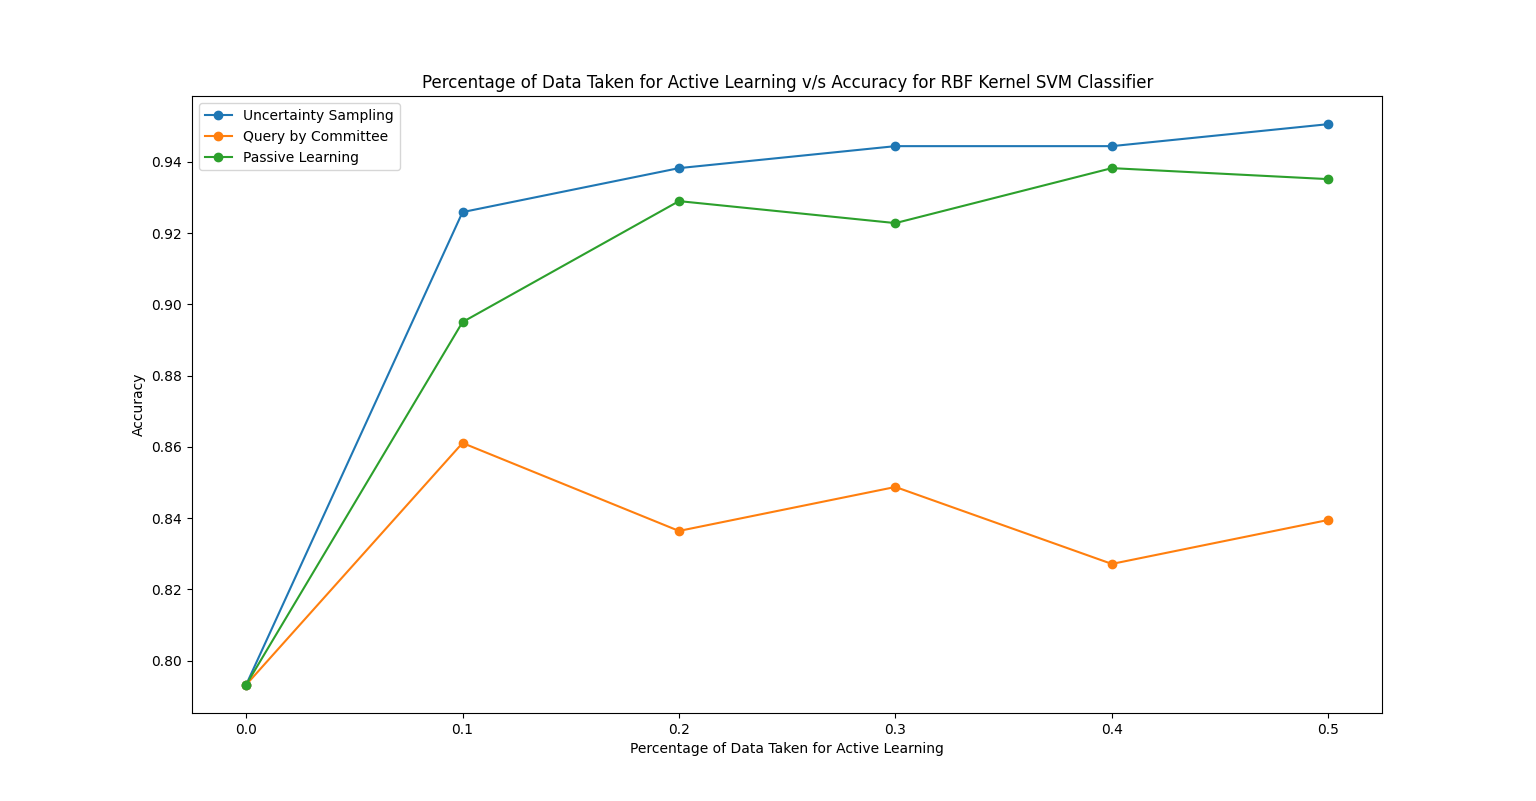 Percentage of Data Taken for Active Learning v/s Accuracy for RBF Kernel SVM Classifier
Uncertainty Sampling
Query by Committee
Passive Learning
0.94
0.92
0.90
0.88
0.86
0.84
0.82
0.80
Accuracy
0.0 0.1 0.2 0.3 0.4 0.5
Percentage of Data Taken for Active Learning